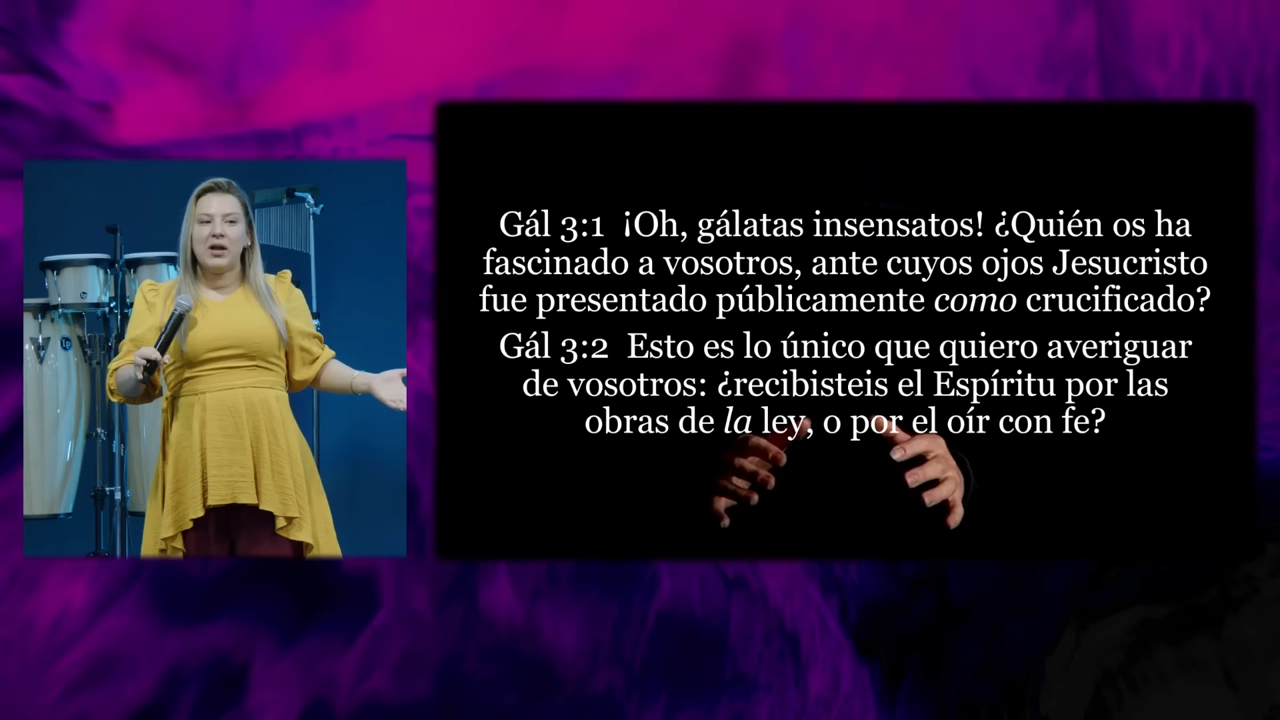 Gál 3:1 ¡Oh, gálatas insensatos! ¿Quién os ha
fascinado a vosotros, ante cuyos ojos Jesucristo
fue presentado públicamente como crucificado?
Gál 3:2 Esto es lo único que quiero averiguar
de vosotros: ¿recibisteis el Espíritu por las
obras de la ley, o por el oír con fe?
LP